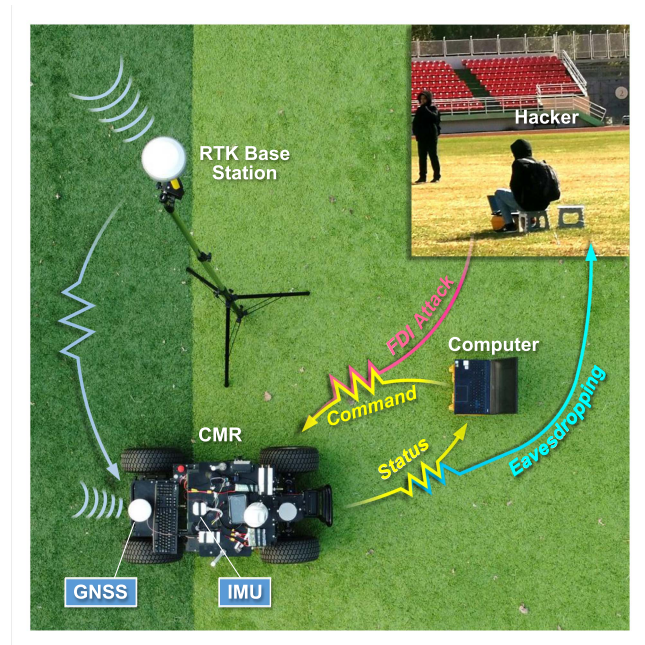 Hacker
RTK Base
Station
FDI Attack
Computer
Command
CMR
Status
Eavesdropping
GNSS
IMU